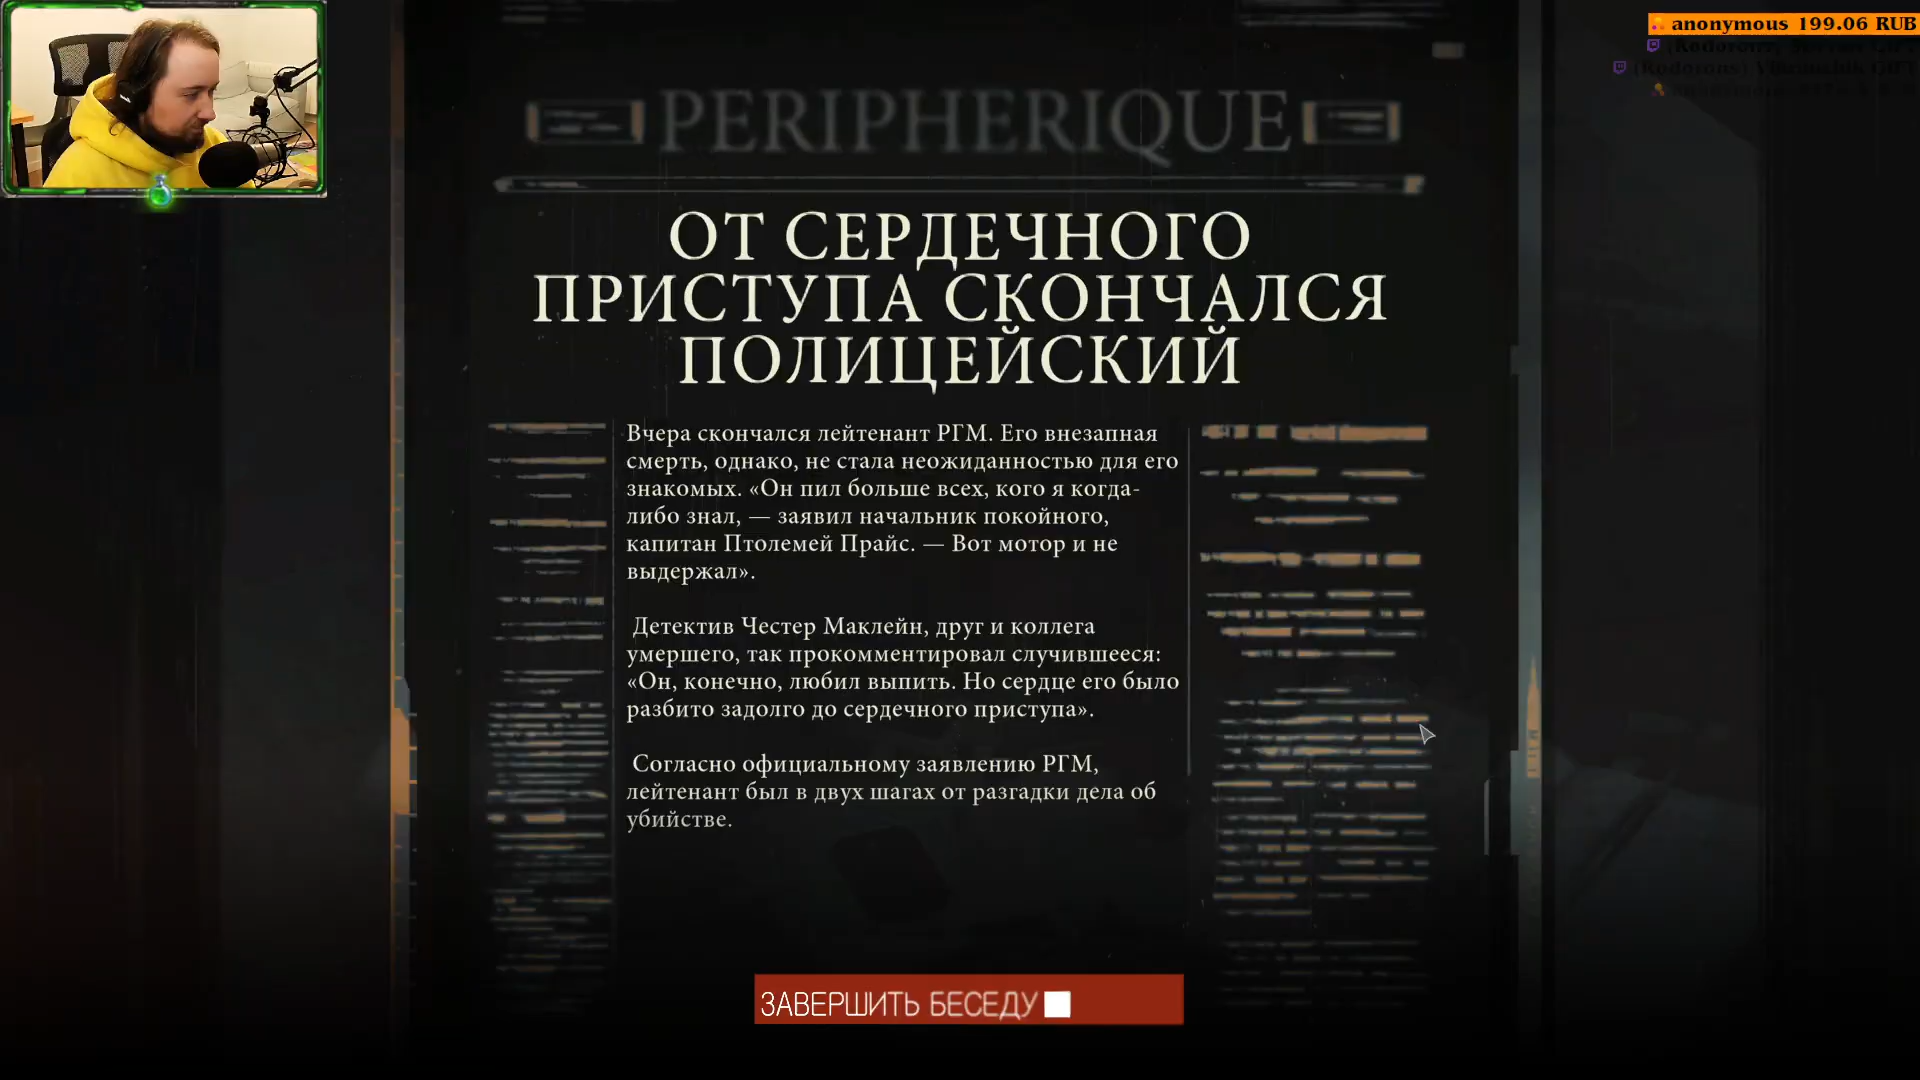 anonymous 199.06 RUB
PERIPHERIQUE
ОТ СЕРДЕЧНОГО
ПРИСТУПА СКОНЧАЛСЯ
ПОЛИЦЕЙСКИЙ
Вчера скончался лейтенант РГМ. Его внезапная
смерть, однако, не стала неожиданностью для его
знакомых. «Он пил больше всех, кого я когда-
либо знал, — заявил начальник покойного,
капитан Птолемей Прайс. — Вот мотор и не
выдержал».
Детектив Честер Маклейн, друг и коллега
умершего, так прокомментировал случившееся:
«Он, конечно, любил выпить. Но сердце его было
разбито задолго до сердечного приступа».
Согласно официальному заявлению РГМ,
лейтенант был в двух шагах от разгадки дела об
убийстве.
ЗАВЕРШИТЬ БЕСЕДУ